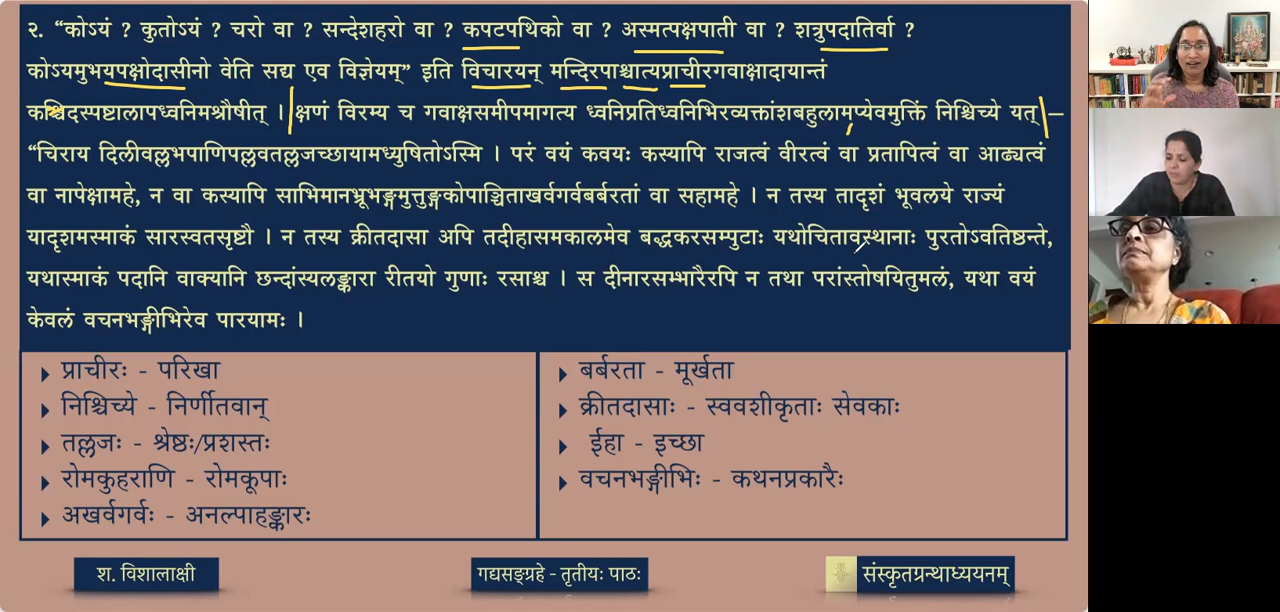 २. “कोऽयं ? कुतोऽयं ? चरो वा ? सन्देशहरो वा ? कपटपथिको वा ? अस्मत्पक्षपाती वा ? शत्रुपदातिर्वा ?
कोऽयमुभयपक्षोदासीनो वेति सद्य एव विज्ञेयम्” इति विचारयन् मन्दिरपाश्चात्यप्राचीरगवाक्षादायान्तं
कञ्चिदस्पष्टालापध्वनिमश्रौषीत् । क्षणं विरम्य च गवाक्षसमीपमागत्य ध्वनिप्रतिध्वनिभिरव्यक्तांशबहुलामप्येवमुक्तिं निश्चिच्ये यत् –
“चिराय दिलीवल्लभपाणिपल्लवतल्लजच्छायामध्युषितोऽस्मि । परं वयं कवयः कस्यापि राजत्वं वीरत्वं वा प्रतापित्वं वा आढ्यत्वं
वा नापेक्षामहे, न वा कस्यापि साभिमानभ्रूभङ्गमुत्तुङ्गकोपाञ्चिताखर्वगर्वबर्बरतां वा सहामहे । न तस्य तादृशं भूवलये राज्यं
यादृशमस्माकं सारस्वतसृष्टौ । न तस्य क्रीतदासा अपि तदीहासमकालमेव बद्धकरसम्पुटाः यथोचितावस्थानाः पुरतोऽवतिष्ठन्ते,
यथास्माकं पदानि वाक्यानि छन्दांस्यलङ्कारा रीतयो गुणाः रसाश्च । स दीनारसम्भारैरपि न तथा परांस्तोषयितुमलं, यथा वयं
केवलं वचनभङ्गीभिरेव पारयामः ।
प्राचीरः - परिखा
निश्चिच्ये - निर्णीतवान्
तल्लजः - श्रेष्ठः/प्रशस्तः
रोमकुहराणि - रोमकूपाः
अखर्वगर्वः - अनल्पाहङ्कारः
बर्बरता - मूर्खता
क्रीतदासाः - स्ववशीकृताः सेवकाः
ईहा - इच्छा
वचनभङ्गीभिः - कथनप्रकारैः
श. विशालाक्षी
गद्यसङ्ग्रहे - तृतीयः पाठः
संस्कृतग्रन्थाध्ययनम्